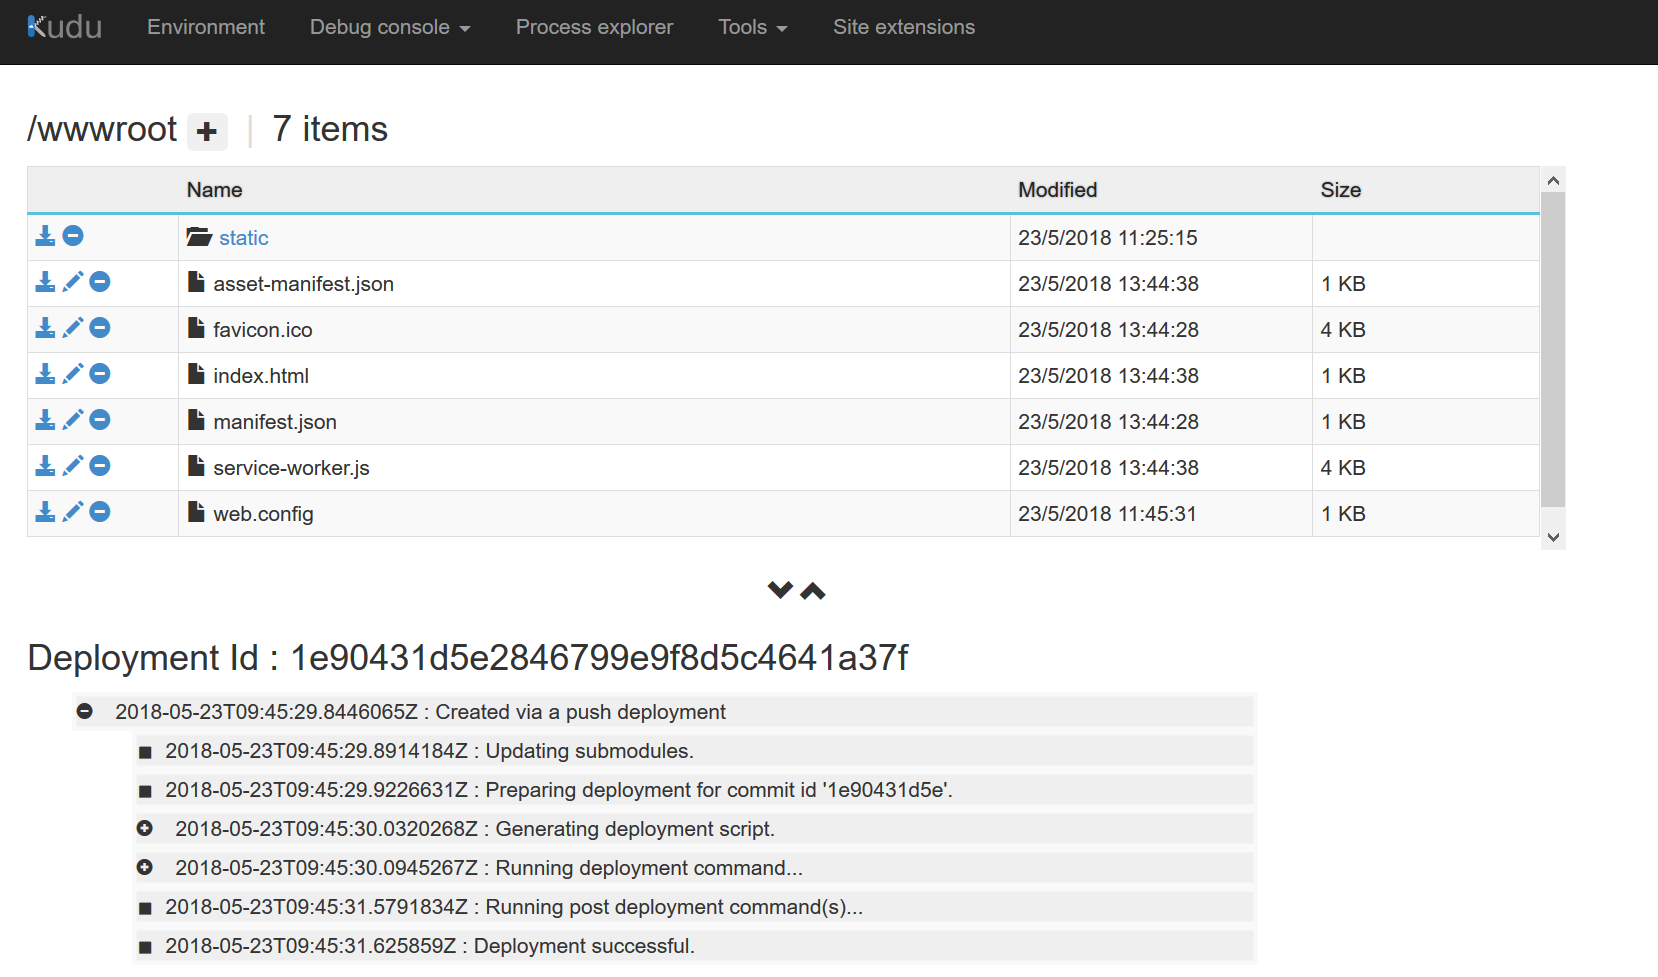 Kudu Environment Debug console Process explorer Tools Site extensions
/wwwroot | 7 items
Name Modified Size
static 23/5/2018 11:25:15
asset-manifest.json 23/5/2018 13:44:38 1 KB
favicon.ico 23/5/2018 13:44:28 4 KB
index.html 23/5/2018 13:44:38 1 KB
manifest.json 23/5/2018 13:44:28 1 KB
service-worker.js 23/5/2018 13:44:38 4 KB
web.config 23/5/2018 11:45:31 1 KB
Deployment Id : 1e90431d5e2846799e9f8d5c4641a37f
2018-05-23T09:45:29.8446065Z : Created via a push deployment
2018-05-23T09:45:29.8914184Z : Updating submodules.
2018-05-23T09:45:29.9226631Z : Preparing deployment for commit id '1e90431d5e'.
2018-05-23T09:45:30.0320268Z : Generating deployment script.
2018-05-23T09:45:30.0945267Z : Running deployment command...
2018-05-23T09:45:31.5791834Z : Running post deployment command(s)...
2018-05-23T09:45:31.625859Z : Deployment successful.